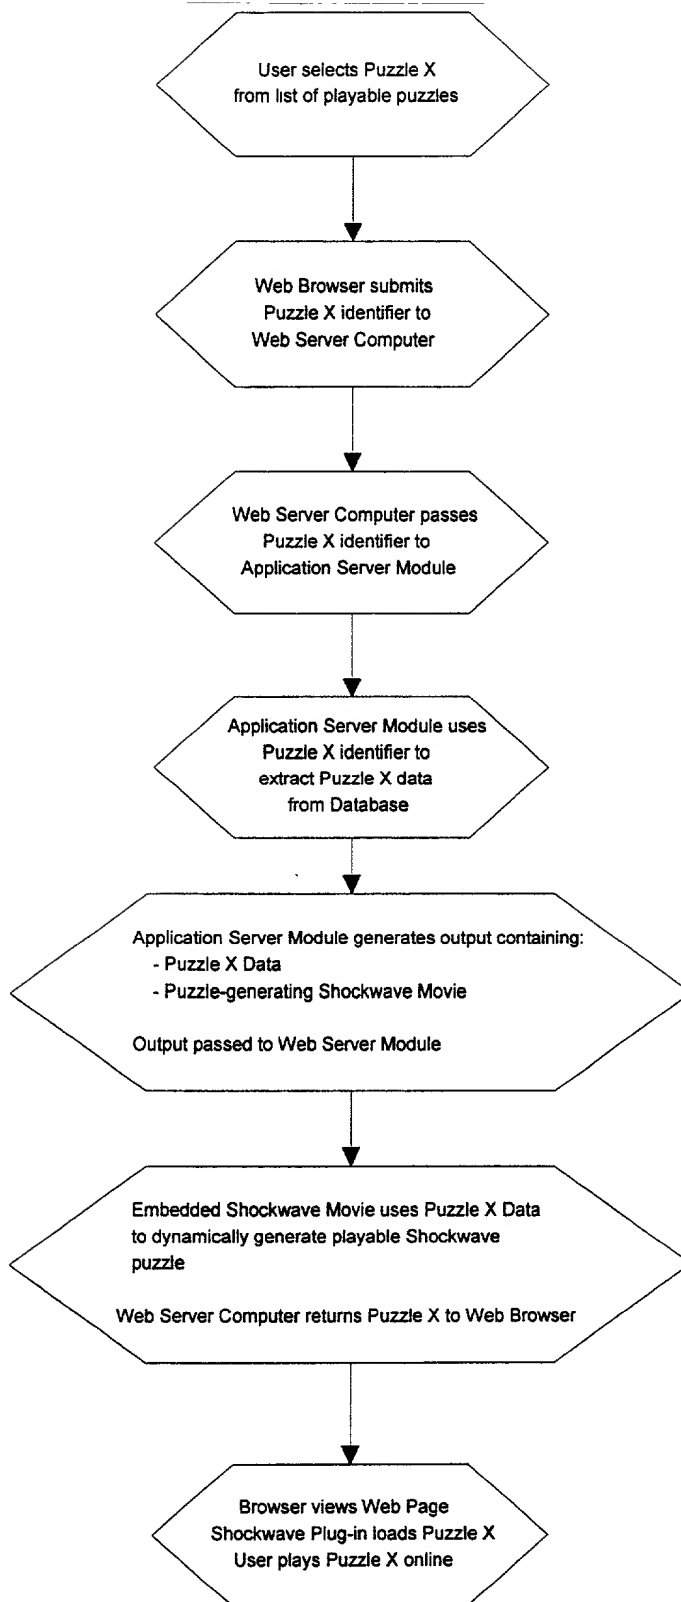 User selects Puzzle X
from list of playable puzzles
Web Browser submits
Puzzle X identifier to
Web Server Computer
Web Server Computer passes
Puzzle X identifier to
Application Server Module
Application Server Module uses
Puzzle X identifier to
extract Puzzle X data
from Database
Application Server Module generates output containing:
- Puzzle X Data
- Puzzle-generating Shockwave Movie
Output passed to Web Server Module
Embedded Shockwave Movie uses Puzzle X Data
to dynamically generate playable Shockwave
puzzle
Web Server Computer returns Puzzle X to Web Browser
Browser views Web Page
Shockwave Plug-in loads Puzzle X
User plays Puzzle X online